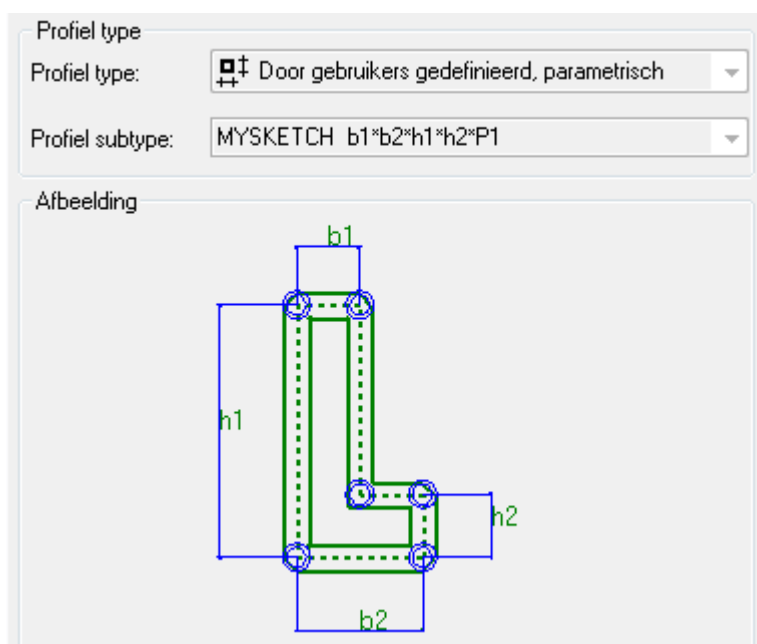 Profiel type
Profiel type: Door gebruikers gedefinieerd, parametrisch
Profiel subtype: MYSKETCH b1*b2*h1*h2*P1
Afbeelding
b1
h1
h2
b2